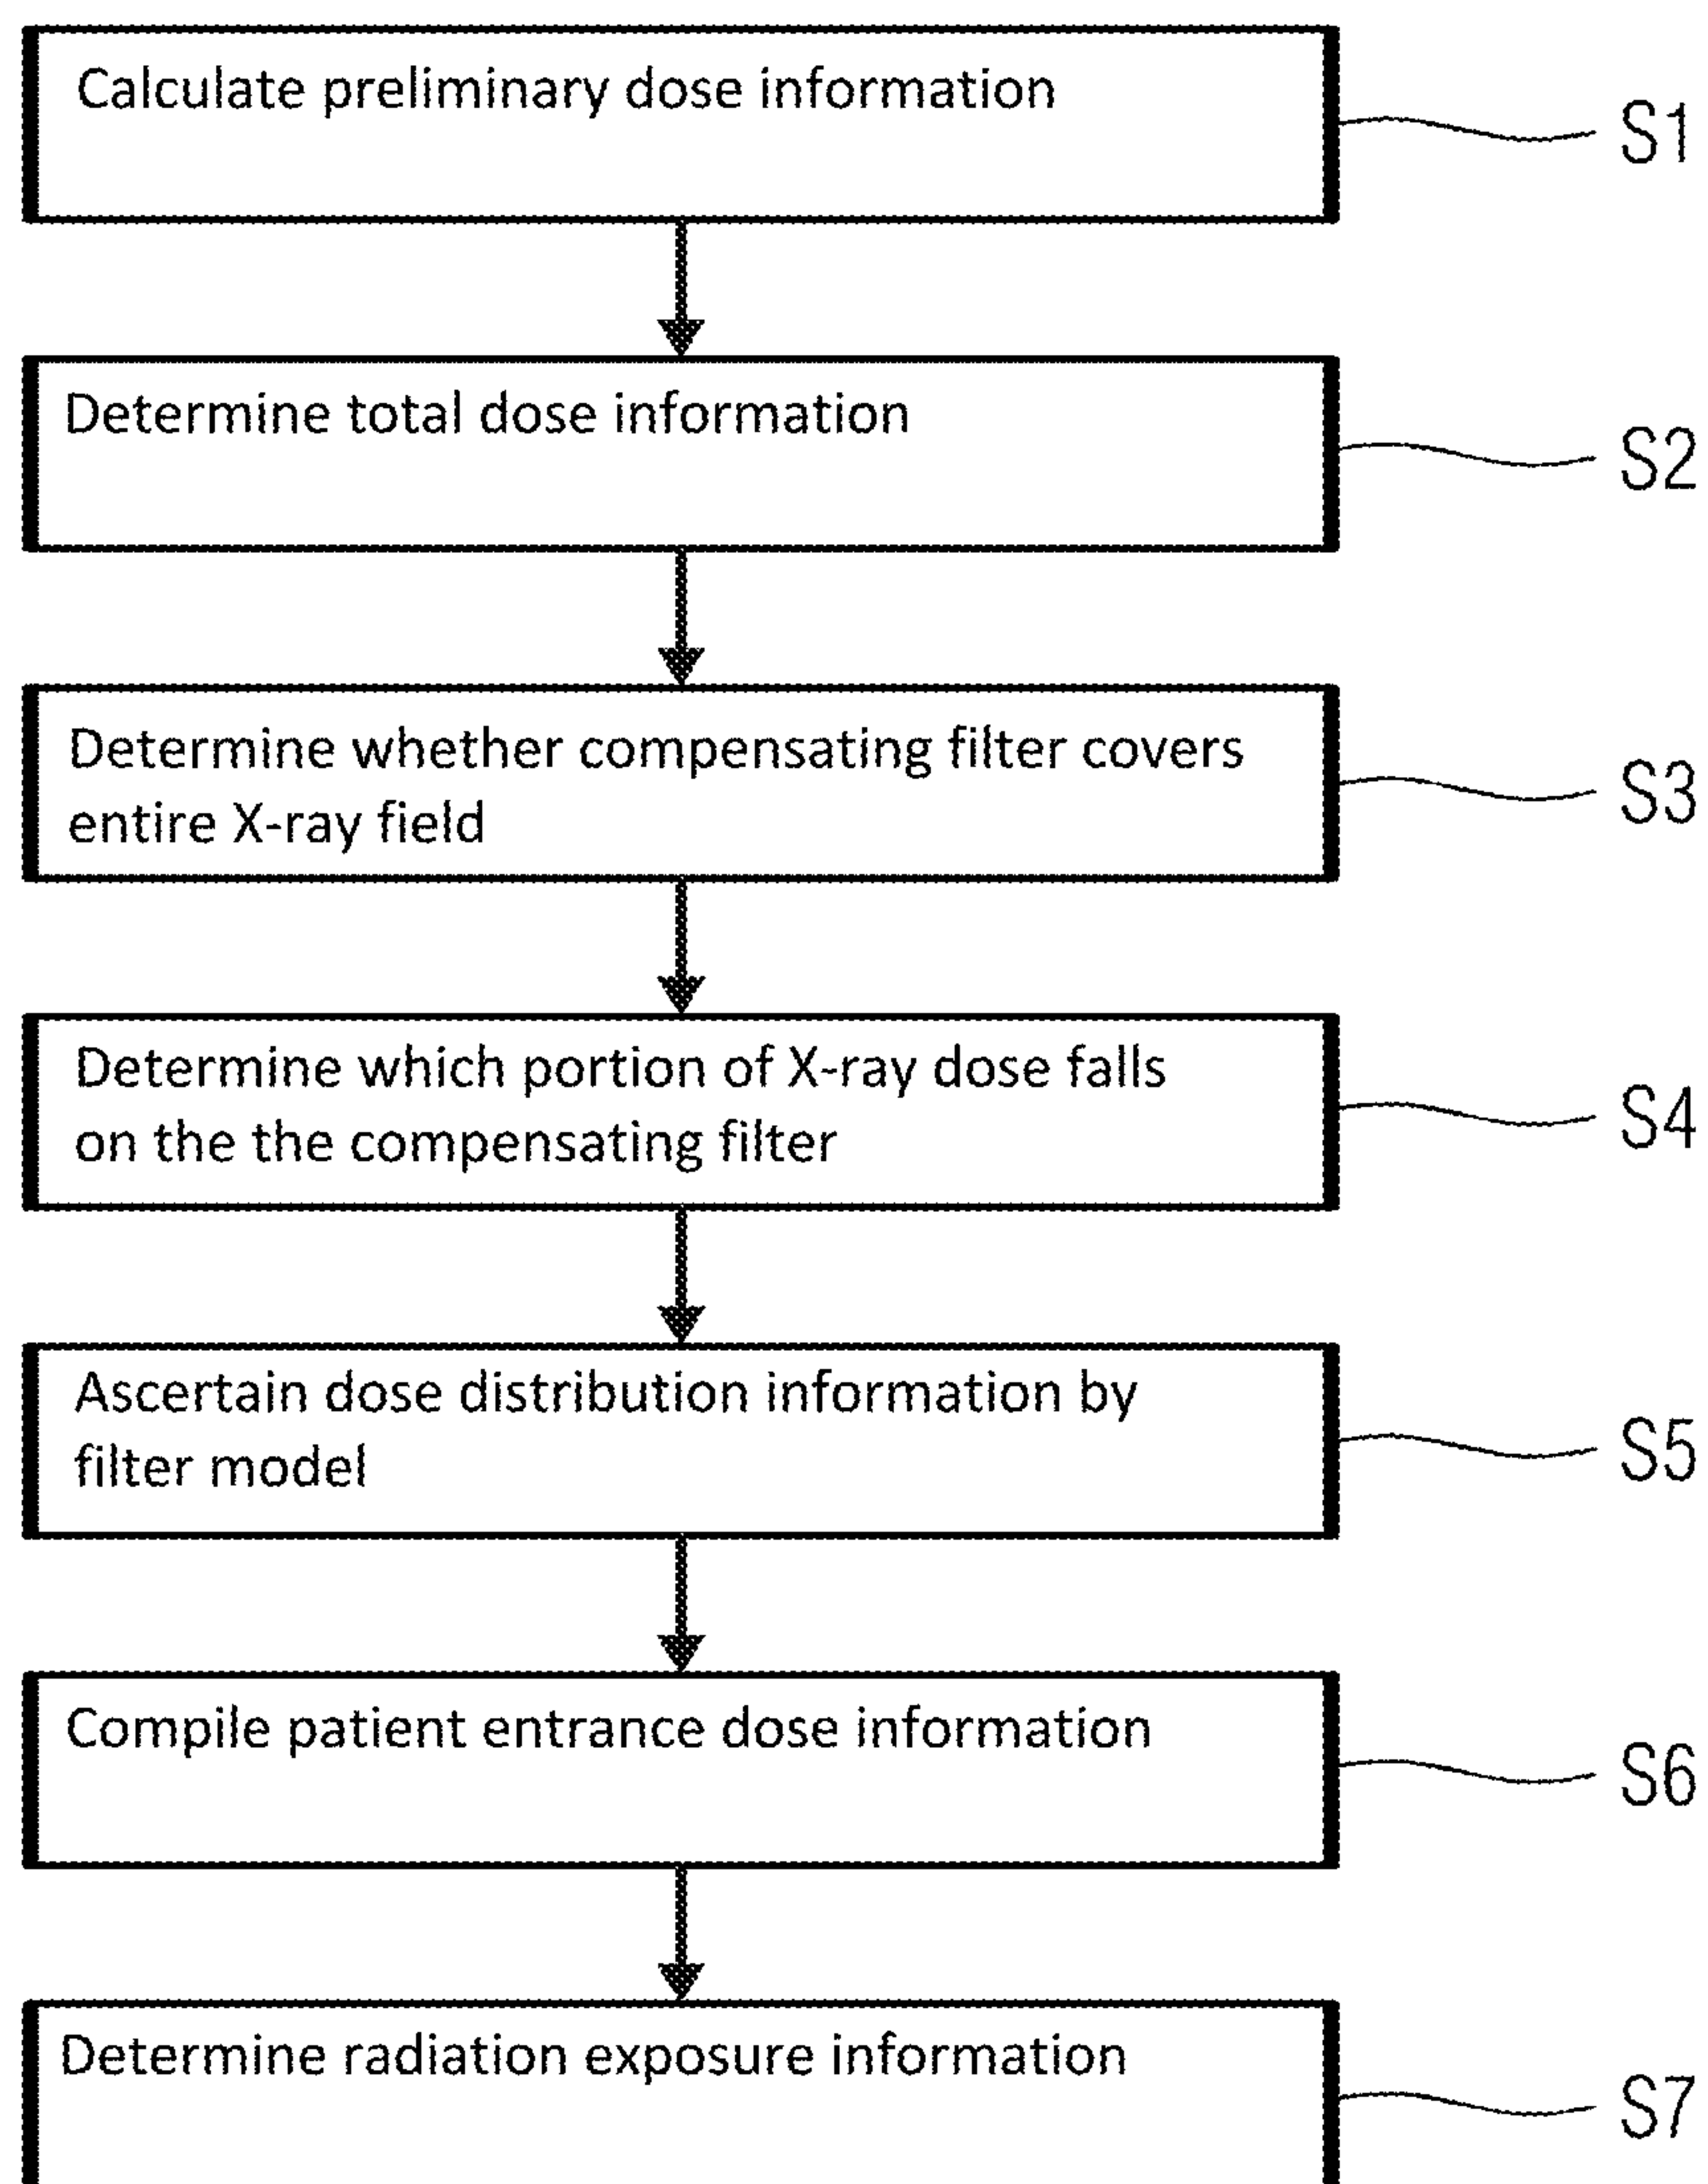 Calculate preliminary dose information
S1
Determine total dose information
S2
Determine whether compensating filter covers
entire X-ray field
S3
Determine which portion of X-ray dose falls
on the the compensating filter
S4
Ascertain dose distribution information by
filter model
S5
Compile patient entrance dose information
S6
Determine radiation exposure information
S7